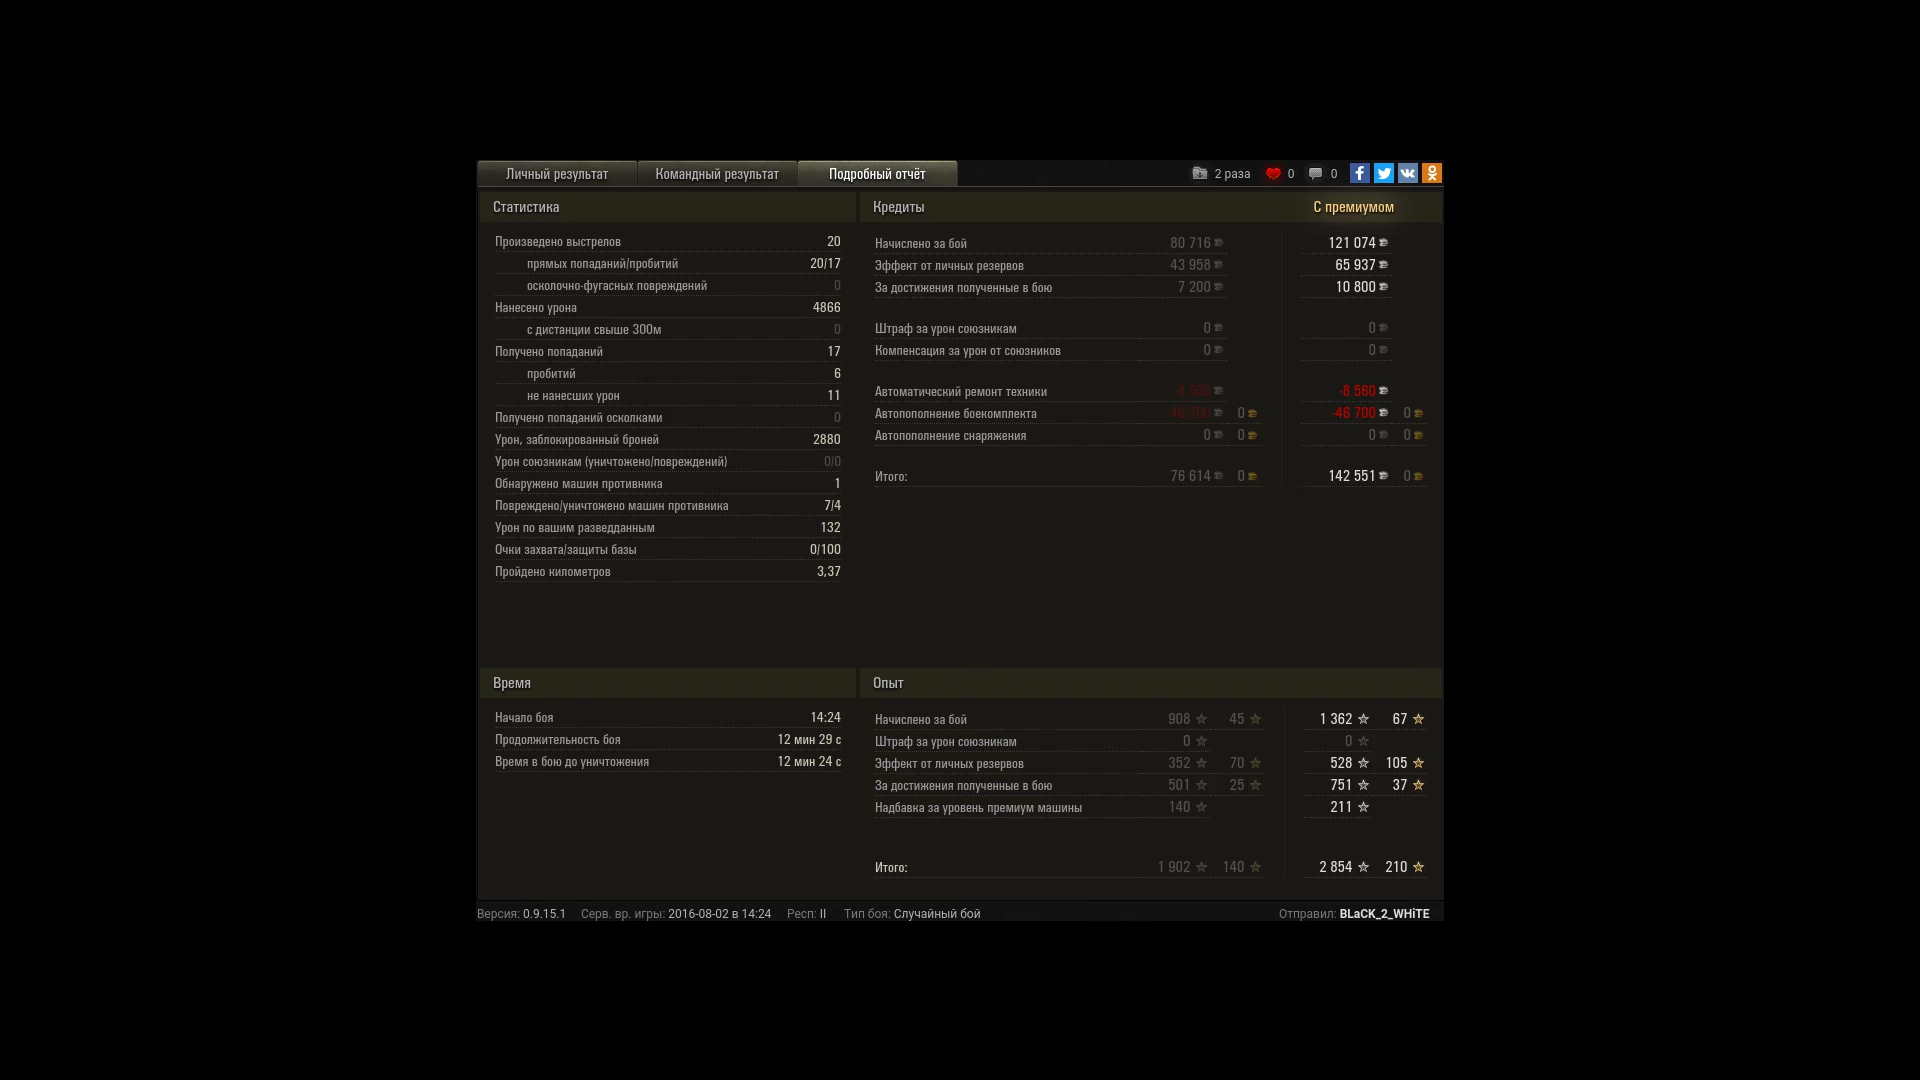 Личный результат Командный результат Подробный отчёт 2 раза 0 0
Статистика
Произведено выстрелов 20
прямых попаданий/пробитий 20/17
осколочно-фугасных повреждений 0
Нанесено урона 4866
с дистанции свыше 300м 0
Получено попаданий 17
пробитий 6
не нанесших урон 11
Получено попаданий осколками 0
Урон, заблокированный броней 2880
Урон союзникам (уничтожено/повреждений) 0/0
Обнаружено машин противника 1
Повреждено/уничтожено машин противника 7/4
Урон по вашим разведданным 132
Очки захвата/защиты базы 0/100
Пройдено километров 3,37
Кредиты С премиумом
Начислено за бой 80 716 121 074
Эффект от личных резервов 43 958 65 937
За достижения полученные в бою 7 200 10 800
Штраф за урон союзникам 0 0
Компенсация за урон от союзников 0 0
Автоматический ремонт техники -8 560 -8 560
Автопополнение боекомплекта -46 700 0 -46 700 0
Автопополнение снаряжения 0 0 0 0
Итого: 76 614 0 142 551 0
Время
Начало боя 14:24
Продолжительность боя 12 мин 29 с
Время в бою до уничтожения 12 мин 24 с
Опыт
Начислено за бой 908 45 1 362 67
Штраф за урон союзникам 0 0
Эффект от личных резервов 352 70 528 105
За достижения полученные в бою 501 25 751 37
Надбавка за уровень премиум машины 140 211
Итого: 1 902 140 2 854 210
Версия: 0.9.15.1 Серв. вр. игры: 2016-08-02 в 14:24 Респ: II Тип боя: Случайный бой Отправил: BLaCK_2_WHiTE